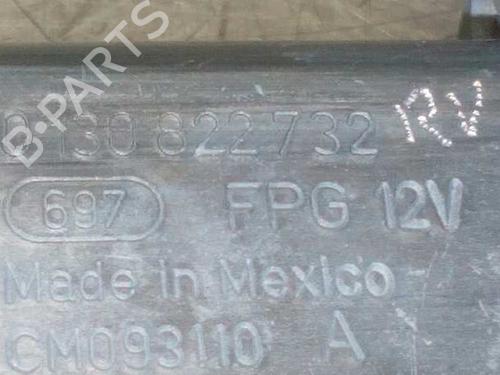 B-PARTS
0 130 822 732 RV
697 FPG 12V
Made in Mexico
CM093110 A